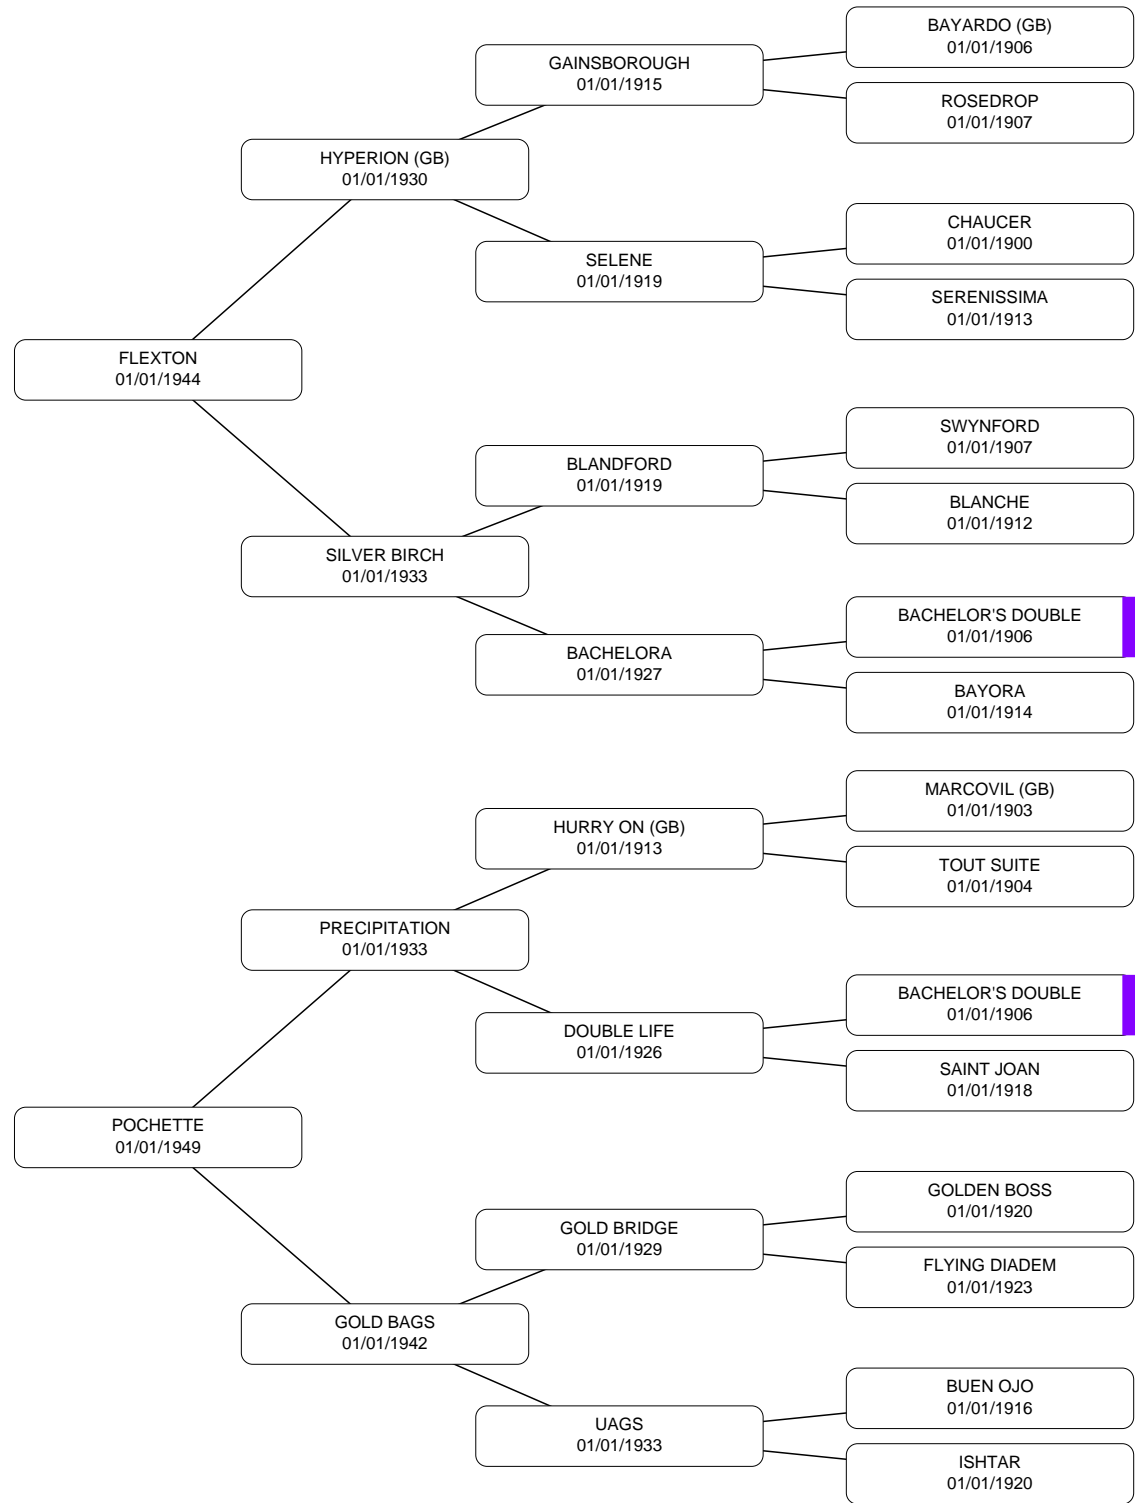 BAYARDO (GB)
01/01/1906
GAINSBOROUGH
01/01/1915
ROSEDROP
01/01/1907
HYPERION (GB)
01/01/1930
CHAUCER
01/01/1900
SELENE
01/01/1919
SERENISSIMA
01/01/1913
FLEXTON
01/01/1944
SWYNFORD
01/01/1907
BLANDFORD
01/01/1919
BLANCHE
01/01/1912
SILVER BIRCH
01/01/1933
BACHELOR'S DOUBLE
01/01/1906
BACHELORA
01/01/1927
BAYORA
01/01/1914
MARCOVIL (GB)
01/01/1903
HURRY ON (GB)
01/01/1913
TOUT SUITE
01/01/1904
PRECIPITATION
01/01/1933
BACHELOR'S DOUBLE
01/01/1906
DOUBLE LIFE
01/01/1926
SAINT JOAN
01/01/1918
POCHETTE
01/01/1949
GOLDEN BOSS
01/01/1920
GOLD BRIDGE
01/01/1929
FLYING DIADEM
01/01/1923
GOLD BAGS
01/01/1942
BUEN OJO
01/01/1916
UAGS
01/01/1933
ISHTAR
01/01/1920